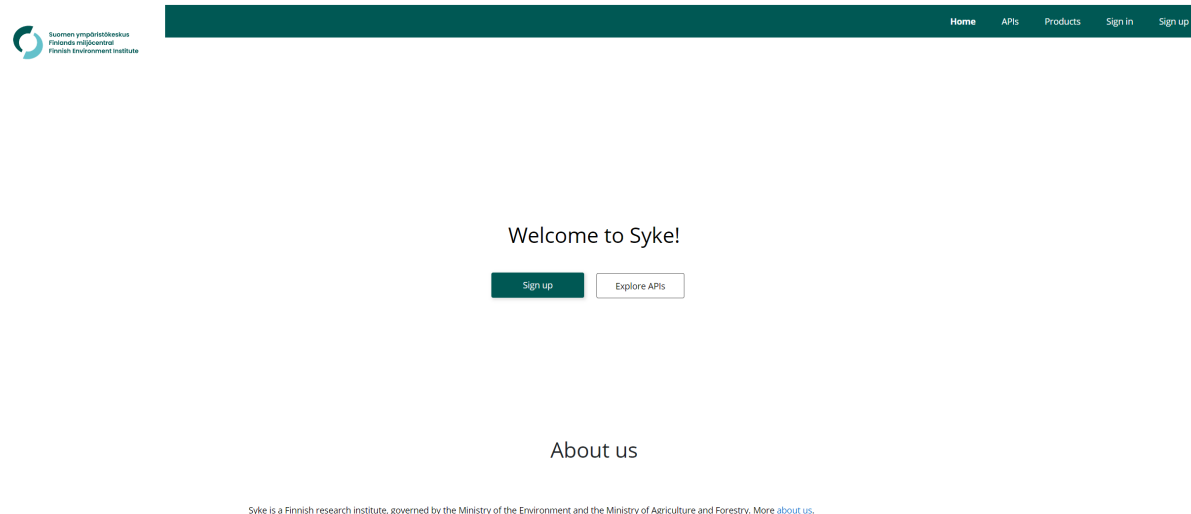 Suomen ympäristökeskus
Finlands miljöcentral
Finnish Environment Institute
Home APIs Products Sign in Sign up
Welcome to Syke!
Sign up Explore APIs
About us
Syke is a Finnish research institute, governed by the Ministry of the Environment and the Ministry of Agriculture and Forestry. More about us.